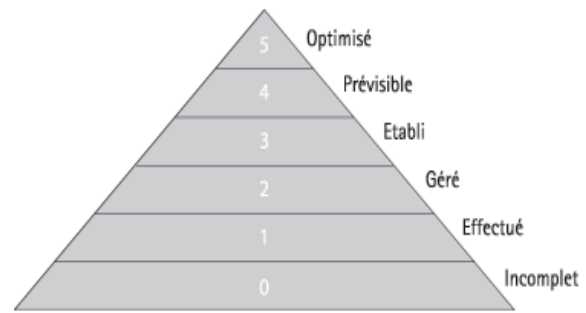 5 Optimisé
4 Prévisible
3 Etabli
2 Géré
1 Effectué
0 Incomplet